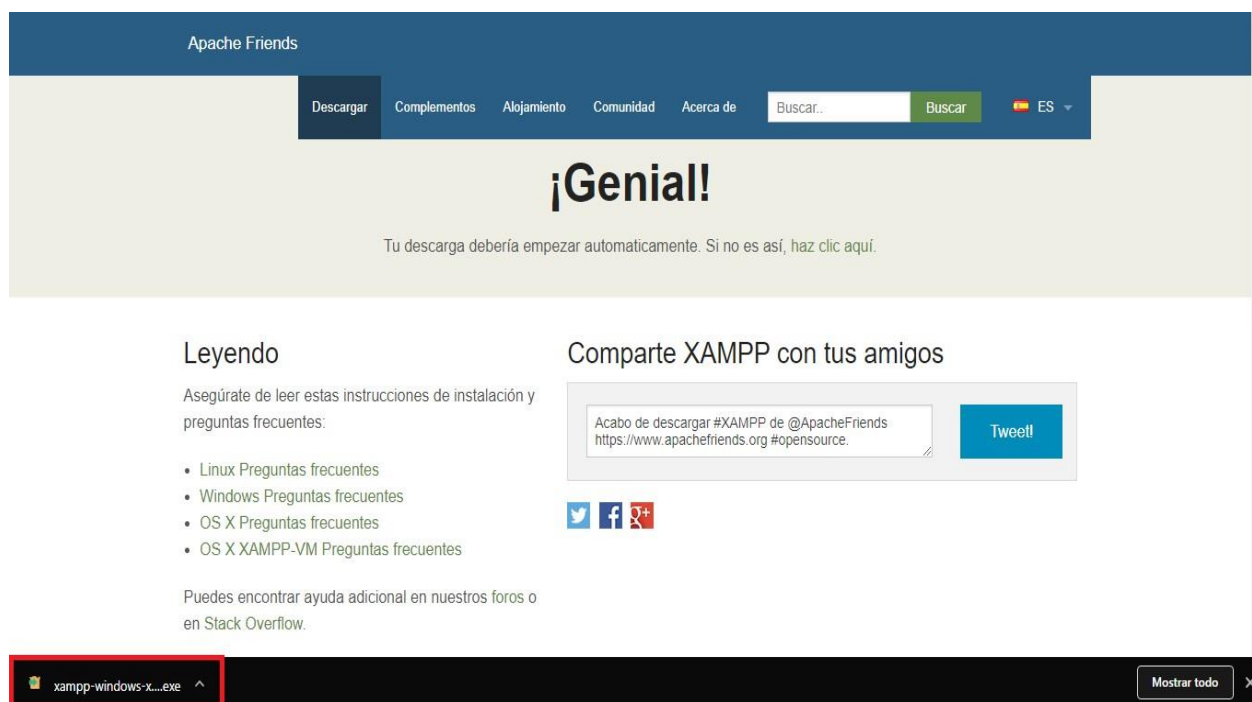 Apache Friends
Descargar Complementos Alojamiento Comunidad Acerca de Buscar.. Buscar ES
¡Genial!
Tu descarga debería empezar automaticamente. Si no es así, haz clic aquí.
Leyendo
Asegúrate de leer estas instrucciones de instalación y
preguntas frecuentes:
Linux Preguntas frecuentes
Windows Preguntas frecuentes
OS X Preguntas frecuentes
OS X XAMPP-VM Preguntas frecuentes
Puedes encontrar ayuda adicional en nuestros foros o
en Stack Overflow.
Comparte XAMPP con tus amigos
Acabo de descargar #XAMPP de @ApacheFriends
https://www.apachefriends.org #opensource.
Tweet!
xampp-windows-x....exe
Mostrar todo